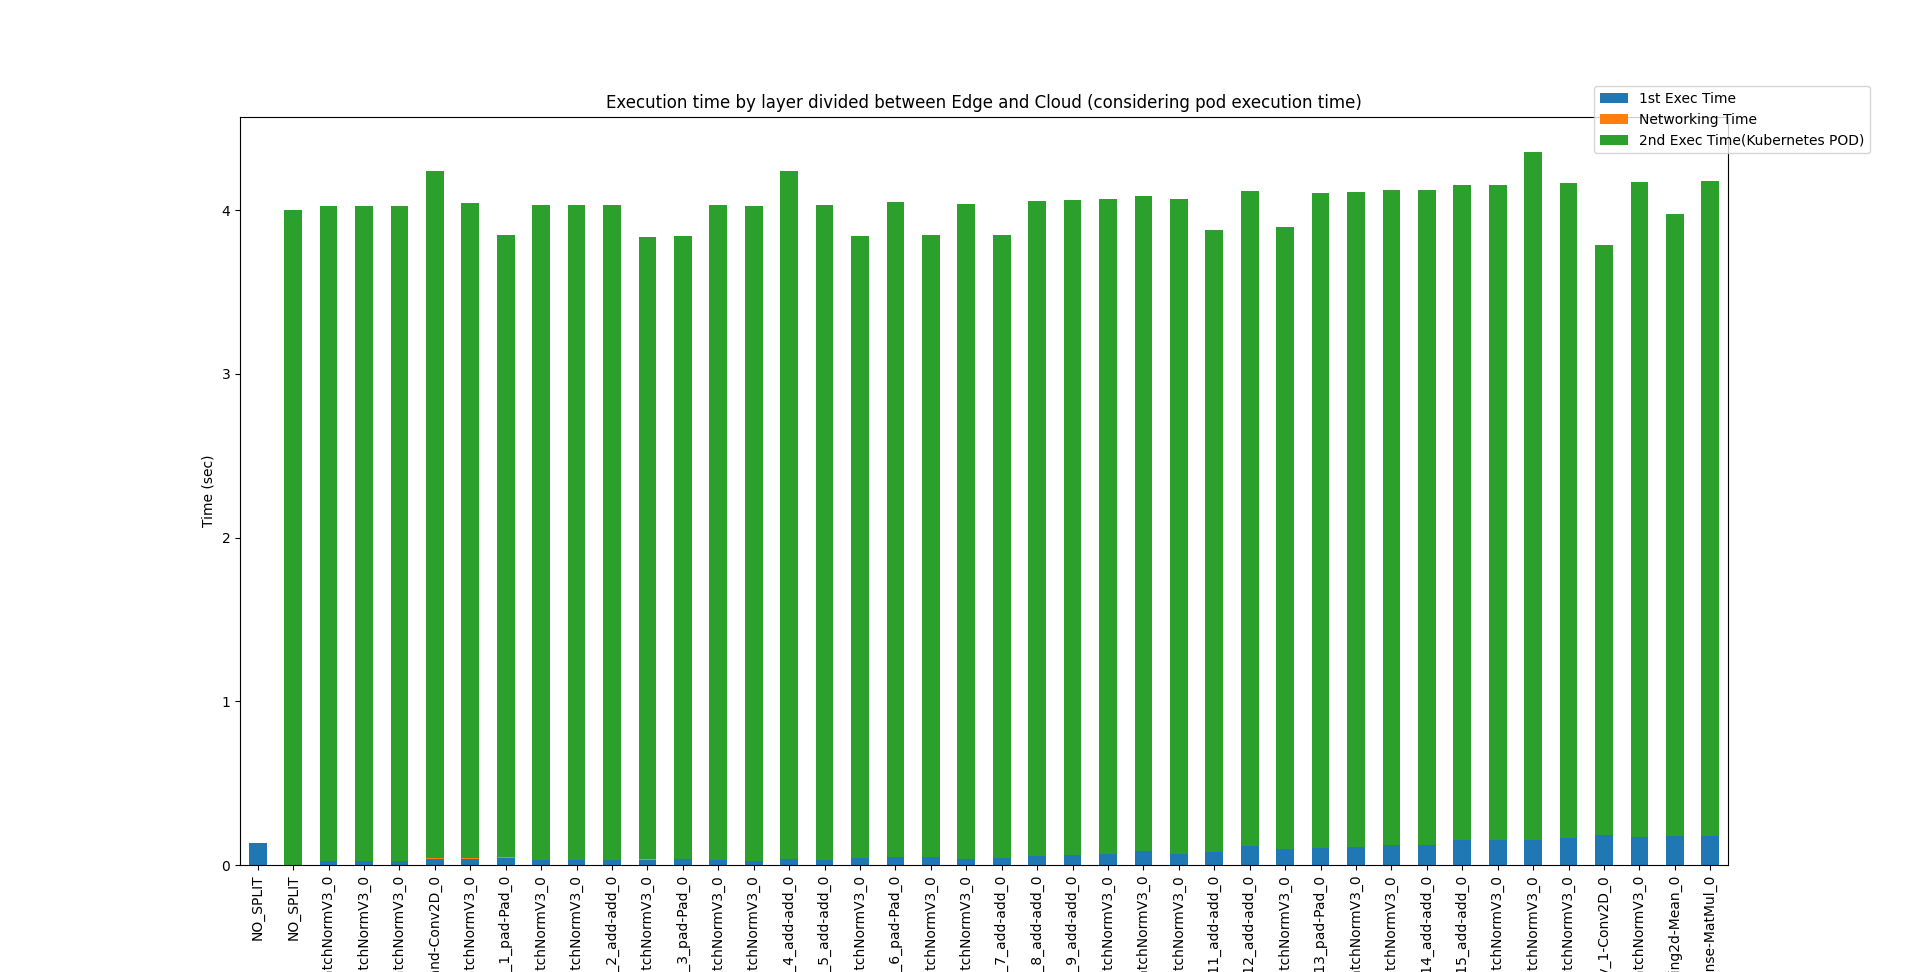 Execution time by layer divided between Edge and Cloud (considering pod execution time)
1st Exec Time
Networking Time
2nd Exec Time(Kubernetes POD)
Time (sec)
4
3
2
1
0
NO_SPLIT
NO_SPLIT
tchNormV3_0
tchNormV3_0
tchNormV3_0
and-Conv2D_0
tchNormV3_0
_1_pad-Pad_0
tchNormV3_0
tchNormV3_0
_2_add-add_0
tchNormV3_0
_3_pad-Pad_0
tchNormV3_0
tchNormV3_0
_4_add-add_0
_5_add-add_0
tchNormV3_0
_6_pad-Pad_0
tchNormV3_0
tchNormV3_0
_7_add-add_0
_8_add-add_0
_9_add-add_0
tchNormV3_0
tchNormV3_0
tchNormV3_0
11_add-add_0
12_add-add_0
tchNormV3_0
13_pad-Pad_0
tchNormV3_0
tchNormV3_0
14_add-add_0
15_add-add_0
tchNormV3_0
tchNormV3_0
tchNormV3_0
_1-Conv2D_0
tchNormV3_0
ing2d-Mean_0
nse-MatMul_0